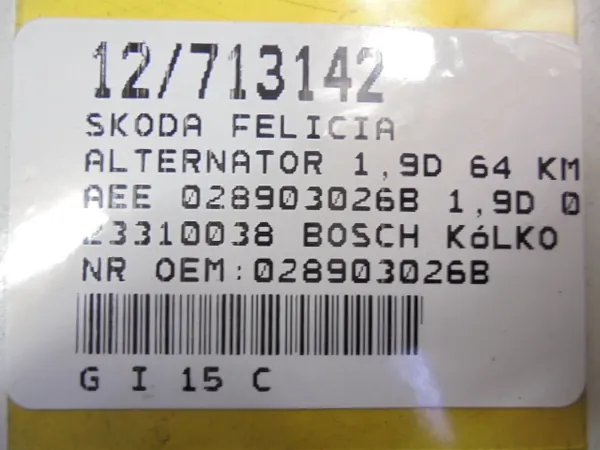 12/713142
SKODA FELICIA
ALTERNATOR 1,9D 64 KM
AEE 028903026B 1,9D 0
23310038 BOSCH KóLKO
NR OEM:028903026B
G I 15 C